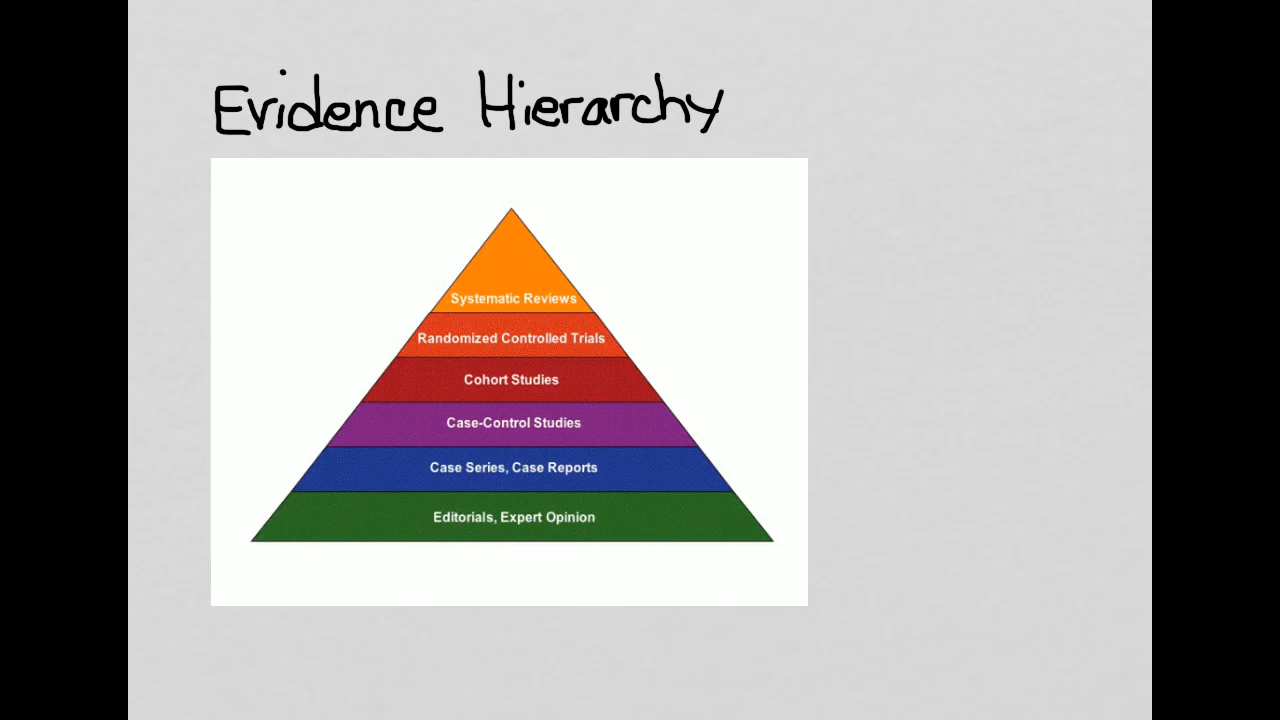 Evidence Hierarchy
Systematic Reviews
Randomized Controlled Trials
Cohort Studies
Case-Control Studies
Case Series, Case Reports
Editorials, Expert Opinion